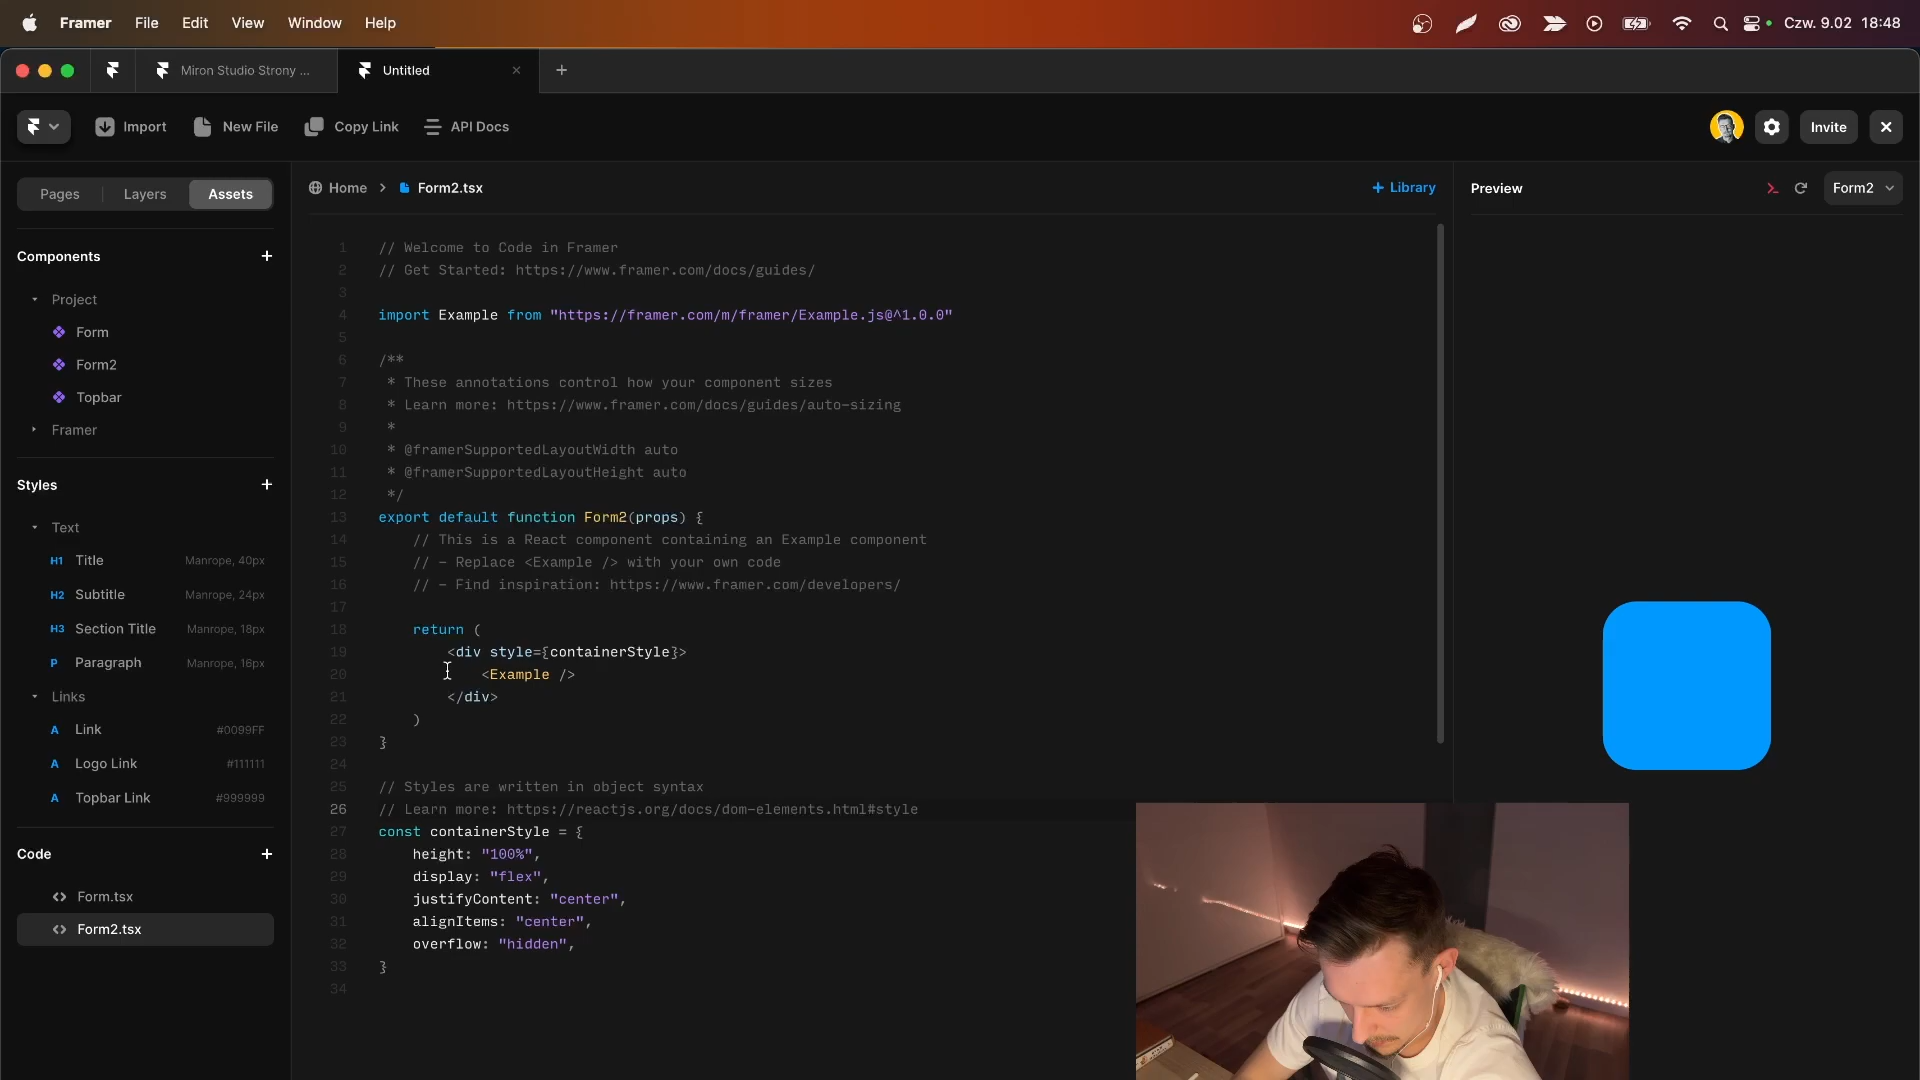 Framer File Edit View Window Help Czw. 9.02 18:48
Miron Studio Strony ... Untitled
Import New File Copy Link API Docs Invite
Pages Layers Assets
Home > Form2.tsx + Library
Preview Form2
Components
Project
Form
Form2
Topbar
Framer
Styles
Text
H1 Title Manrope, 40px
H2 Subtitle Manrope, 24px
H3 Section Title Manrope, 18px
P Paragraph Manrope, 16px
Links
A Link #0099FF
A Logo Link #111111
A Topbar Link #999999
Code
<> Form.tsx
<> Form2.tsx
1 // Welcome to Code in Framer
2 // Get Started: https://www.framer.com/docs/guides/
3
4 import Example from "https://framer.com/m/framer/Example.js@^1.0.0"
5
6 /**
7 * These annotations control how your component sizes
8 * Learn more: https://www.framer.com/docs/guides/auto-sizing
9 *
10 * @framerSupportedLayoutWidth auto
11 * @framerSupportedLayoutHeight auto
12 */
13 export default function Form2(props) {
14 // This is a React component containing an Example component
15 // - Replace <Example /> with your own code
16 // - Find inspiration: https://www.framer.com/developers/
17
18 return (
19 <div style={containerStyle}>
20 <Example />
21 </div>
22 )
23 }
24
25 // Styles are written in object syntax
26 // Learn more: https://reactjs.org/docs/dom-elements.html#style
27 const containerStyle = {
28 height: "100%",
29 display: "flex",
30 justifyContent: "center",
31 alignItems: "center",
32 overflow: "hidden",
33 }
34